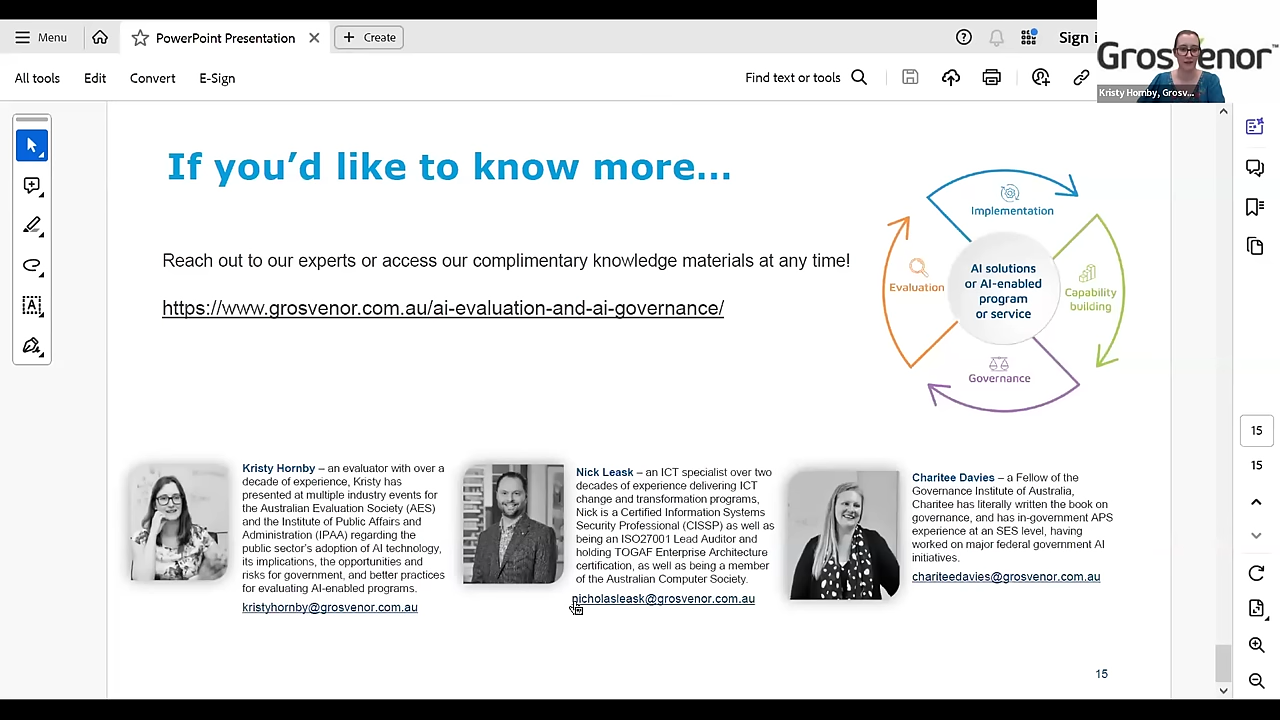 Menu
PowerPoint Presentation
Create
Sign i
Grosvenor™
Kristy Hornby, Grosv...
All tools
Edit
Convert
E-Sign
Find text or tools
If you'd like to know more...
Reach out to our experts or access our complimentary knowledge materials at any time!
https://www.grosvenor.com.au/ai-evaluation-and-ai-governance/
Implementation
Evaluation
AI solutions
or AI-enabled
program
or service
Capability
building
Governance
Kristy Hornby – an evaluator with over a
decade of experience, Kristy has
presented at multiple industry events for
the Australian Evaluation Society (AES)
and the Institute of Public Affairs and
Administration (IPAA) regarding the
public sector's adoption of AI technology,
its implications, the opportunities and
risks for government, and better practices
for evaluating AI-enabled programs.
kristyhornby@grosvenor.com.au
Nick Leask – an ICT specialist over two
decades of experience delivering ICT
change and transformation programs,
Nick is a Certified Information Systems
Security Professional (CISSP) as well as
being an ISO27001 Lead Auditor and
holding TOGAF Enterprise Architecture
certification, as well as being a member
of the Australian Computer Society.
nicholasleask@grosvenor.com.au
Charitee Davies – a Fellow of the
Governance Institute of Australia,
Charitee has literally written the book on
governance, and has in-government APS
experience at an SES level, having
worked on major federal government AI
initiatives.
chariteedavies@grosvenor.com.au
15
15
15